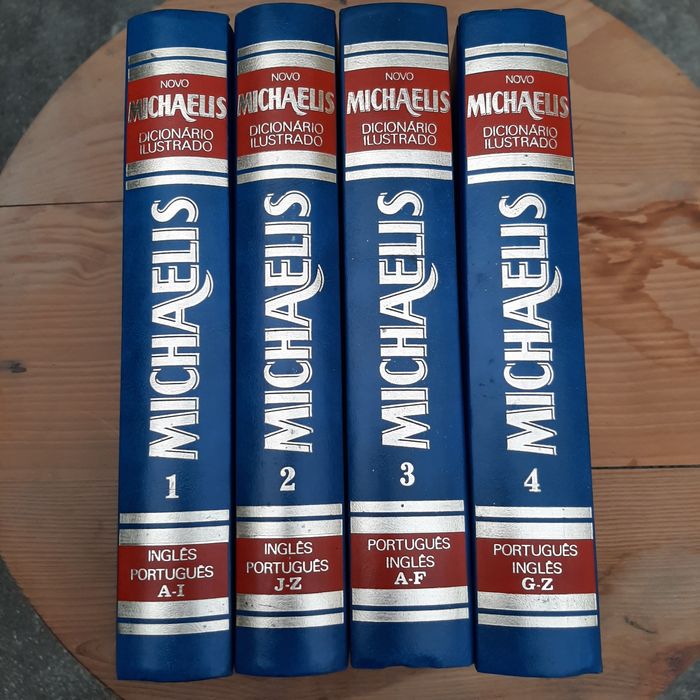 NOVO
MICHAELIS
DICIONÁRIO
ILUSTRADO
MICHAELIS
1
INGLÊS
PORTUGUÊS
A-I
NOVO
MICHAELIS
DICIONÁRIO
ILUSTRADO
MICHAELIS
2
INGLÊS
PORTUGUÊS
J-Z
NOVO
MICHAELIS
DICIONÁRIO
ILUSTRADO
MICHAELIS
3
PORTUGUÊS
INGLÊS
A-F
NOVO
MICHAELIS
DICIONÁRIO
ILUSTRADO
MICHAELIS
4
PORTUGUÊS
INGLÊS
G-Z